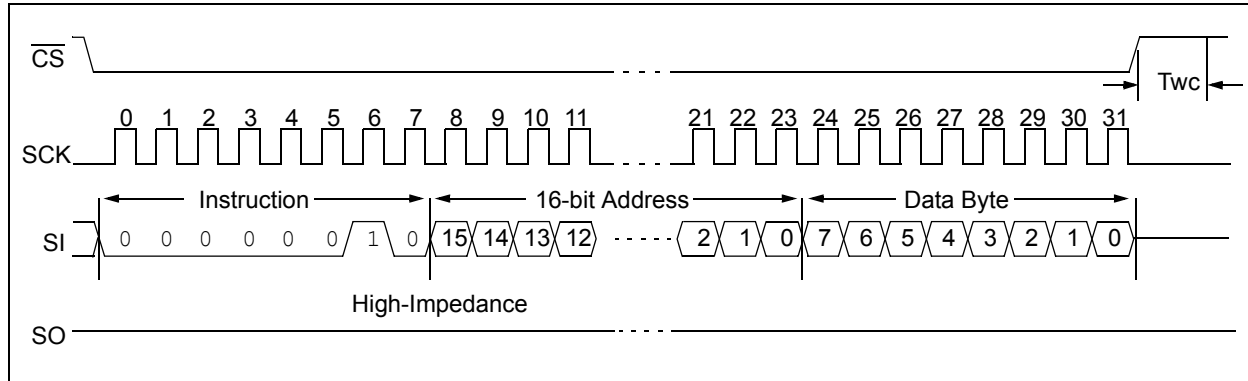 CS
Twc
0 1 2 3 4 5 6 7 8 9 10 11 21 22 23 24 25 26 27 28 29 30 31
SCK
Instruction 16-bit Address Data Byte
SI 0 0 0 0 0 0 1 0 15 14 13 12 2 1 0 7 6 5 4 3 2 1 0
High-Impedance
SO